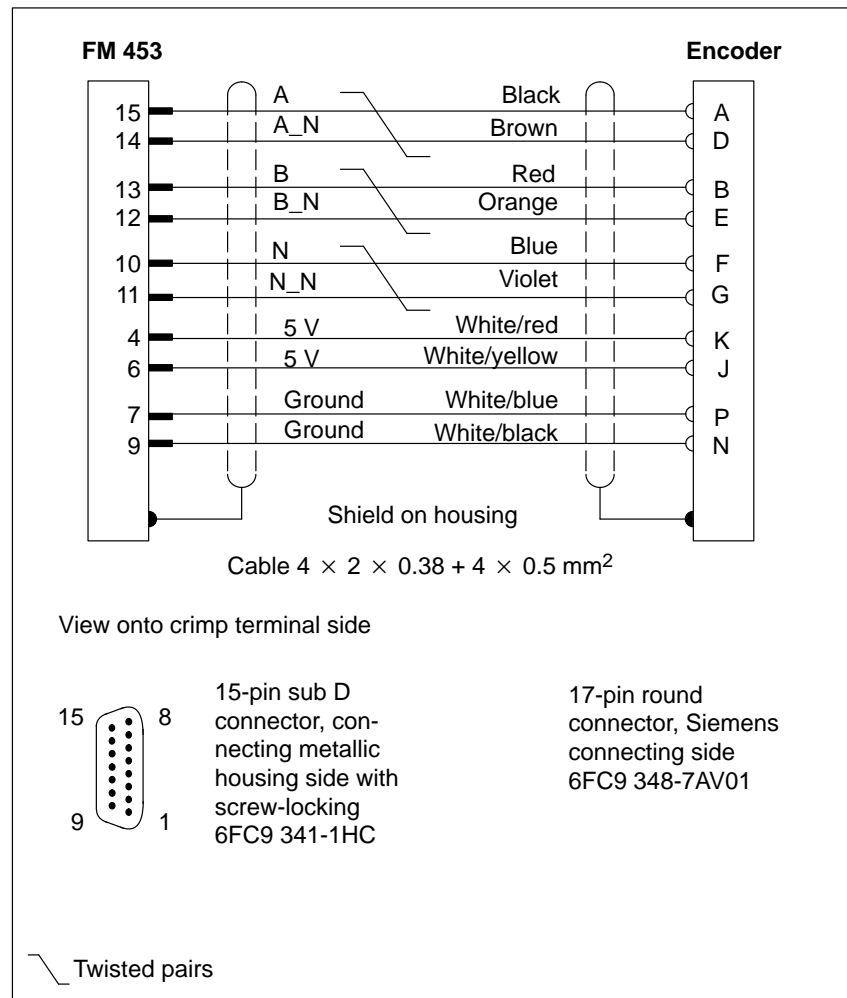 FM 453 Encoder
15 A Black A
14 A_N Brown D
13 B Red B
12 B_N Orange E
10 N Blue F
11 N_N Violet G
4 5 V White/red K
6 5 V White/yellow J
7 Ground White/blue P
9 Ground White/black N
Shield on housing
Cable 4 × 2 × 0.38 + 4 × 0.5 mm²
View onto crimp terminal side
15 8
9 1
15-pin sub D
connector, con-
necting metallic
housing side with
screw-locking
6FC9 341-1HC
17-pin round
connector, Siemens
connecting side
6FC9 348-7AV01
Twisted pairs